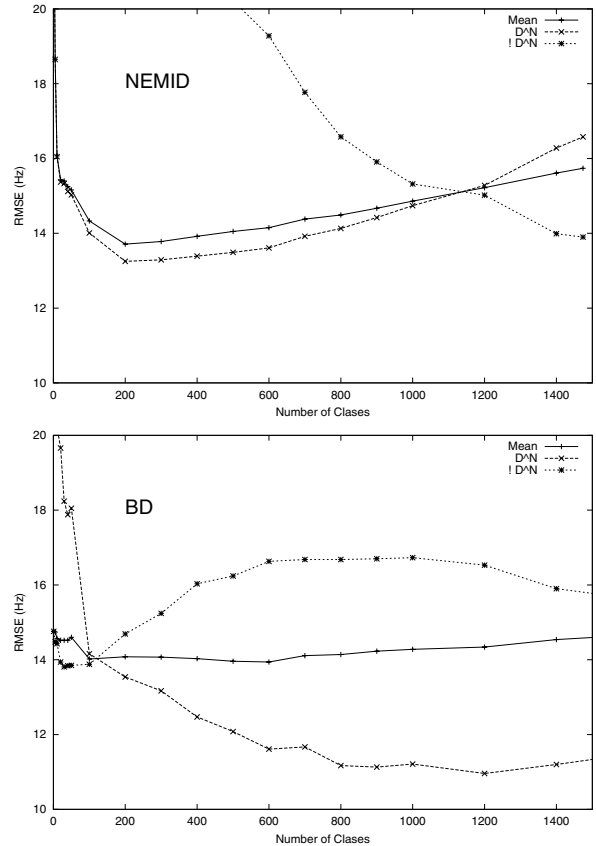 20
18
16
14
12
10
RMSE (Hz)
NEMID
Mean
D^N
! D^N
0 200 400 600 800 1000 1200 1400
Number of Clases
20
18
16
14
12
10
RMSE (Hz)
BD
Mean
D^N
! D^N
0 200 400 600 800 1000 1200 1400
Number of Clases